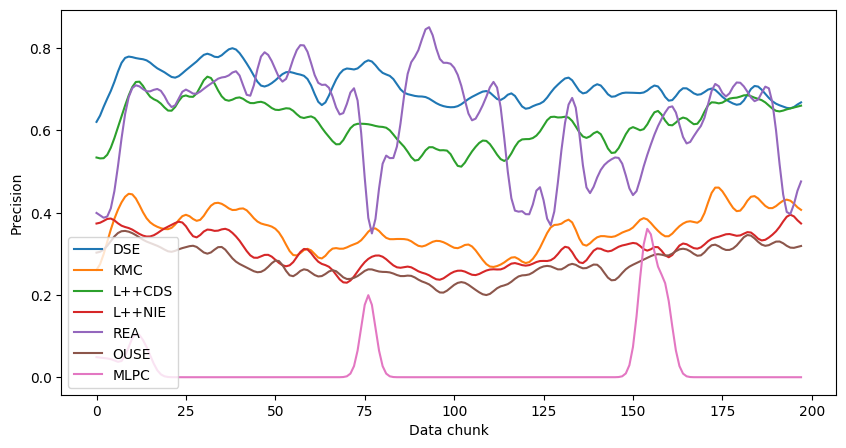 Precision
0.8
0.6
0.4
0.2
0.0
DSE
KMC
L++CDS
L++NIE
REA
OUSE
MLPC
0 25 50 75 100 125 150 175 200
Data chunk